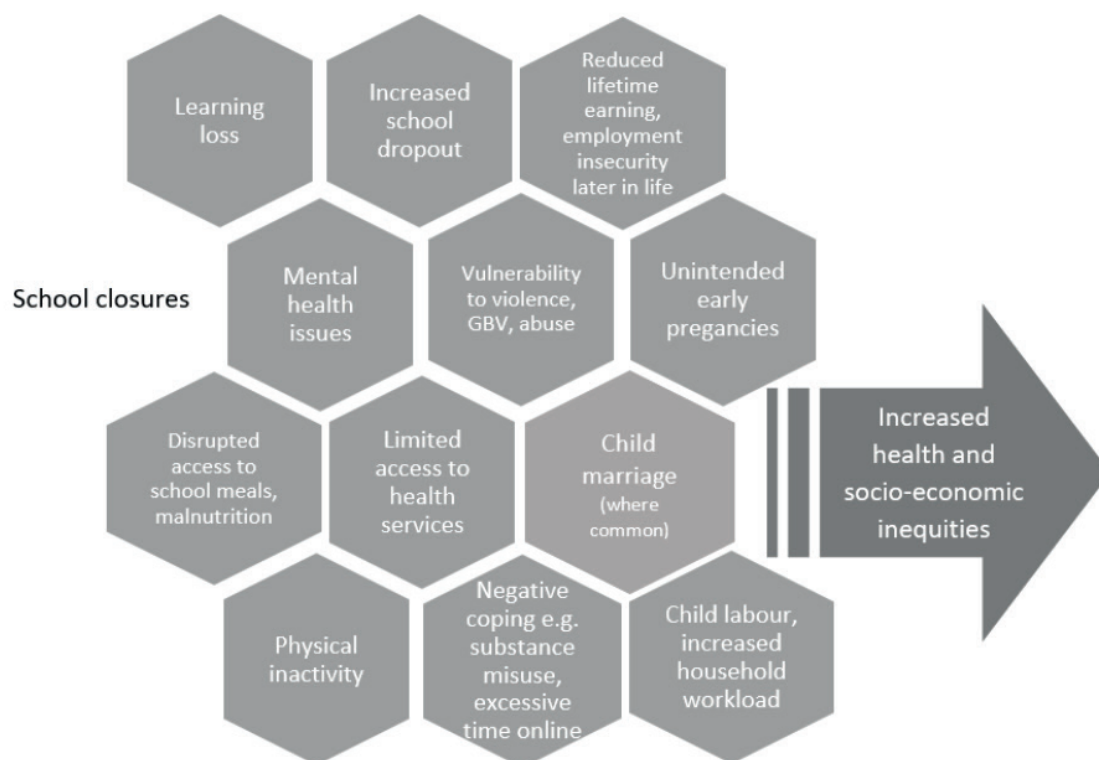 Learning
loss
Increased
school
dropout
Reduced
lifetime
earning,
employment
insecurity
later in life
School closures
Mental
health
issues
Vulnerability
to violence,
GBV, abuse
Unintended
early
pregancies
Disrupted
access to
school meals,
malnutrition
Limited
access to
health
services
Child
marriage
(where
common)
Increased
health and
socio-economic
inequities
Physical
inactivity
Negative
coping e.g.
substance
misuse,
excessive
time online
Child labour,
increased
household
workload